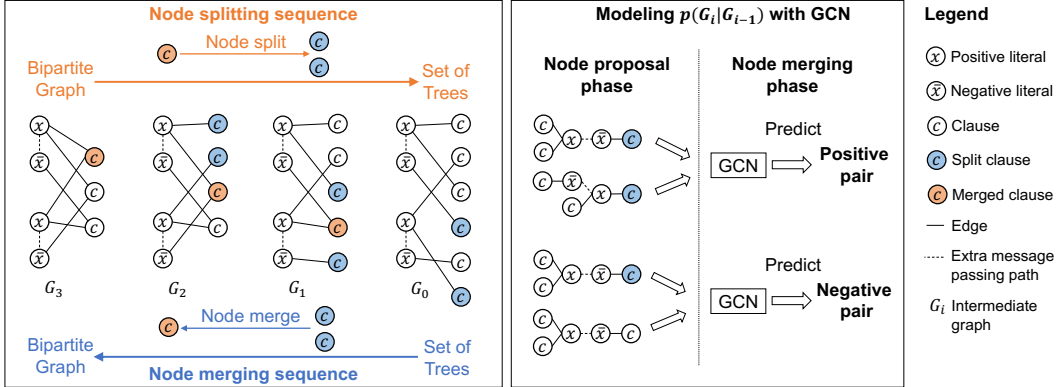 Node splitting sequence
c
Node split
c
c
Bipartite
Graph
Set of
Trees
x
x̄
x
x̄
c
c
c
G₃
x
x̄
x
x̄
c
c
c
c
G₂
x
x̄
x
x̄
c
c
c
c
c
G₁
x
x̄
x
x̄
c
c
c
c
c
c
G₀
c
Node merge
c
c
Bipartite
Graph
Set of
Trees
Node merging sequence
Modeling p(Gᵢ|Gᵢ₋₁) with GCN
Node proposal
phase
Node merging
phase
c
c
x
x̄
c
c
x̄
c
x
c
GCN
Predict
Positive
pair
c
c
x
x̄
c
c
c
x
x̄
c
GCN
Predict
Negative
pair
Legend
x Positive literal
x̄ Negative literal
c Clause
c Split clause
c Merged clause
Edge
Extra message
passing path
Gᵢ Intermediate
graph